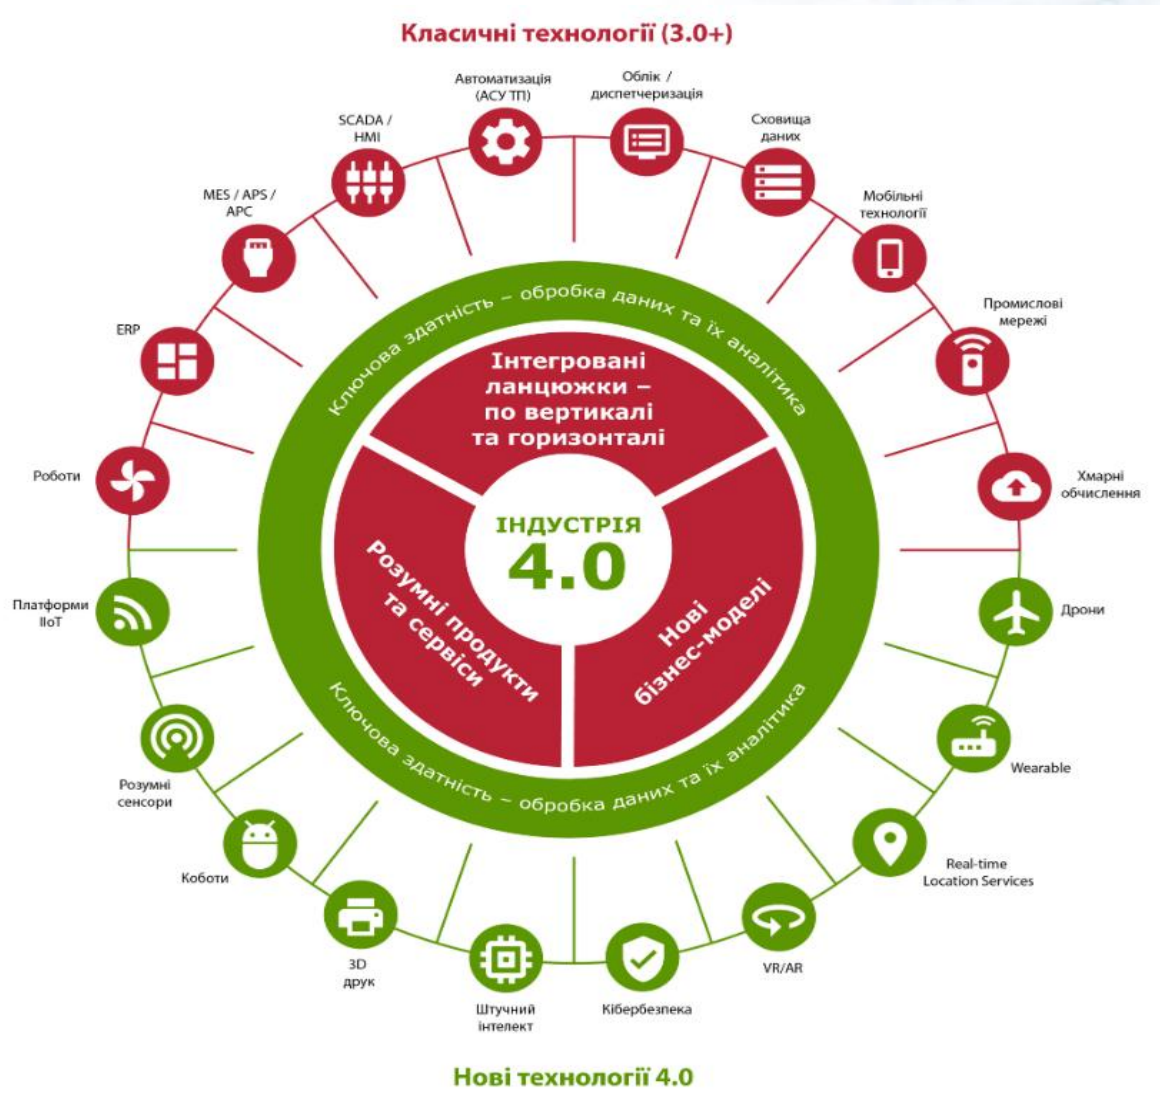 Класичні технології (3.0+)
Автоматизація
(АСУ ТП)
Облік /
диспетчеризація
SCADA /
HMI
Сховища
даних
MES / APS /
APC
Мобільні
технології
ERP
Промислові
мережі
Роботи
Хмарні
обчислення
Ключова здатність – обробка даних та їх аналітика
Інтегровані
ланцюжки –
по вертикалі
та горизонталі
ІНДУСТРІЯ
4.0
Розумні продукти
та сервіси
Нові
бізнес-моделі
Ключова здатність – обробка даних та їх аналітика
Платформи
IIoT
Дрони
Розумні
сенсори
Wearable
Коботи
Real-time
Location Services
3D
друк
VR/AR
Штучний
інтелект
Кібербезпека
Нові технології 4.0